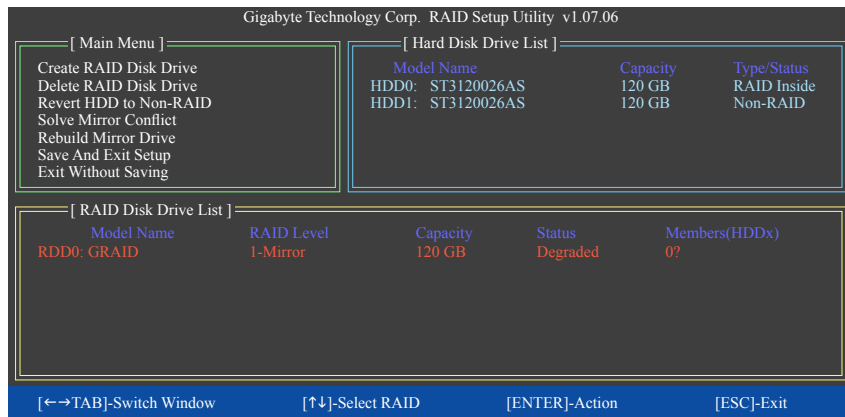 Gigabyte Technology Corp. RAID Setup Utility v1.07.06
[ Main Menu ]
Create RAID Disk Drive
Delete RAID Disk Drive
Revert HDD to Non-RAID
Solve Mirror Conflict
Rebuild Mirror Drive
Save And Exit Setup
Exit Without Saving
[ Hard Disk Drive List ]
Model Name Capacity Type/Status
HDD0: ST3120026AS 120 GB RAID Inside
HDD1: ST3120026AS 120 GB Non-RAID
[ RAID Disk Drive List ]
Model Name RAID Level Capacity Status Members(HDDx)
RDD0: GRAID 1-Mirror 120 GB Degraded 0?
[←→TAB]-Switch Window [↑↓]-Select RAID [ENTER]-Action [ESC]-Exit